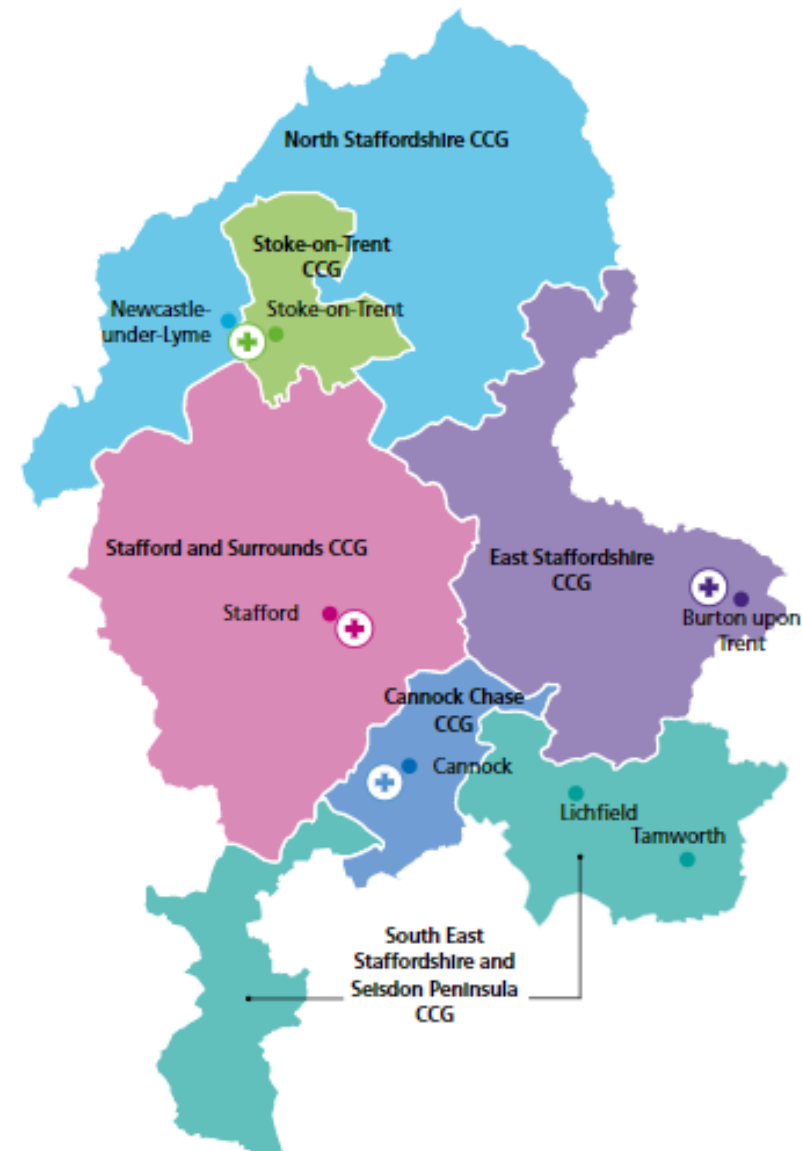 North Staffordshire CCG
Stoke-on-Trent
CCG
Newcastle-
under-Lyme
Stoke-on-Trent
Stafford and Surrounds CCG
East Staffordshire
CCG
Stafford
Burton upon
Trent
Cannock Chase
CCG
Cannock
Lichfield
Tamworth
South East
Staffordshire and
Seisdon Peninsula
CCG